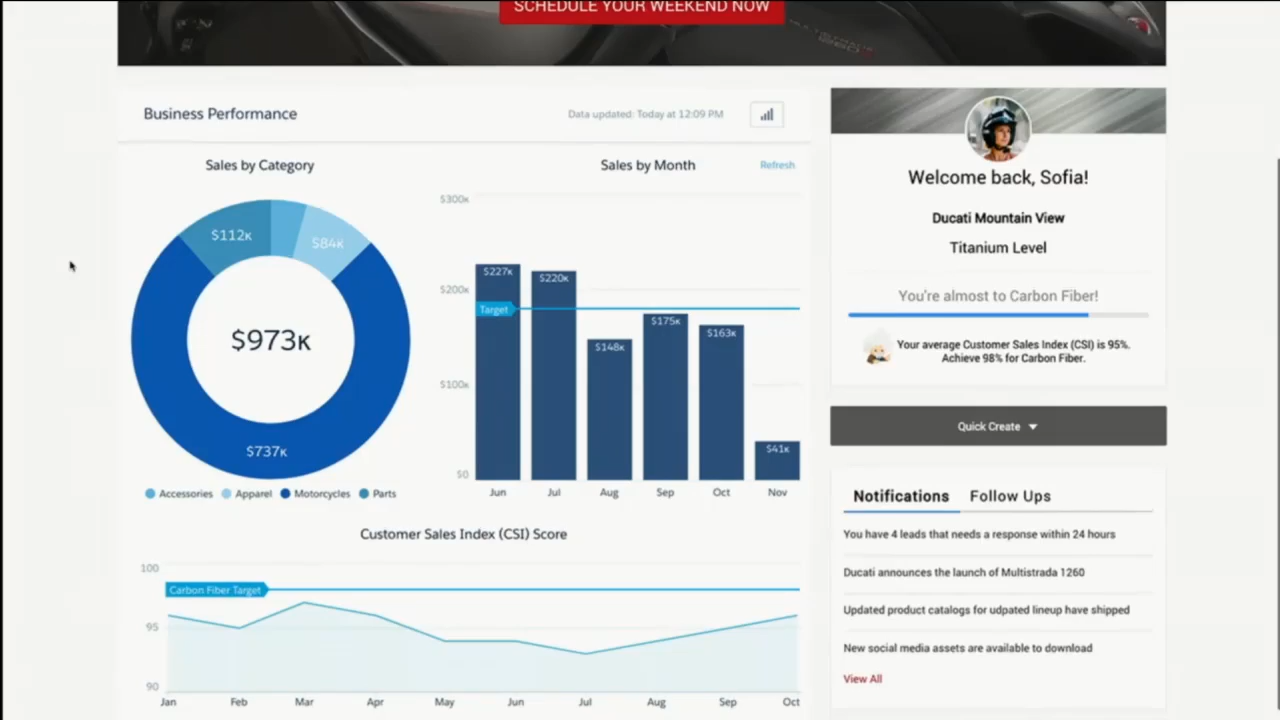 SCHEDULE YOUR WEEKEND NOW
Business Performance
Data updated: Today at 12:09 PM
Sales by Category
$112K
$84K
$973K
$737K
Accessories
Apparel
Motorcycles
Parts
Sales by Month
Refresh
$300K
$200K
$100K
$0
Target
$227K
$220K
$148K
$175K
$163K
$41K
Jun
Jul
Aug
Sep
Oct
Nov
Customer Sales Index (CSI) Score
100
95
90
Carbon Fiber Target
Jan
Feb
Mar
Apr
May
Jun
Jul
Aug
Sep
Oct
Welcome back, Sofia!
Ducati Mountain View
Titanium Level
You're almost to Carbon Fiber!
Your average Customer Sales Index (CSI) is 95%.
Achieve 98% for Carbon Fiber.
Quick Create
Notifications
Follow Ups
You have 4 leads that needs a response within 24 hours
Ducati announces the launch of Multistrada 1260
Updated product catalogs for udpated lineup have shipped
New social media assets are available to download
View All